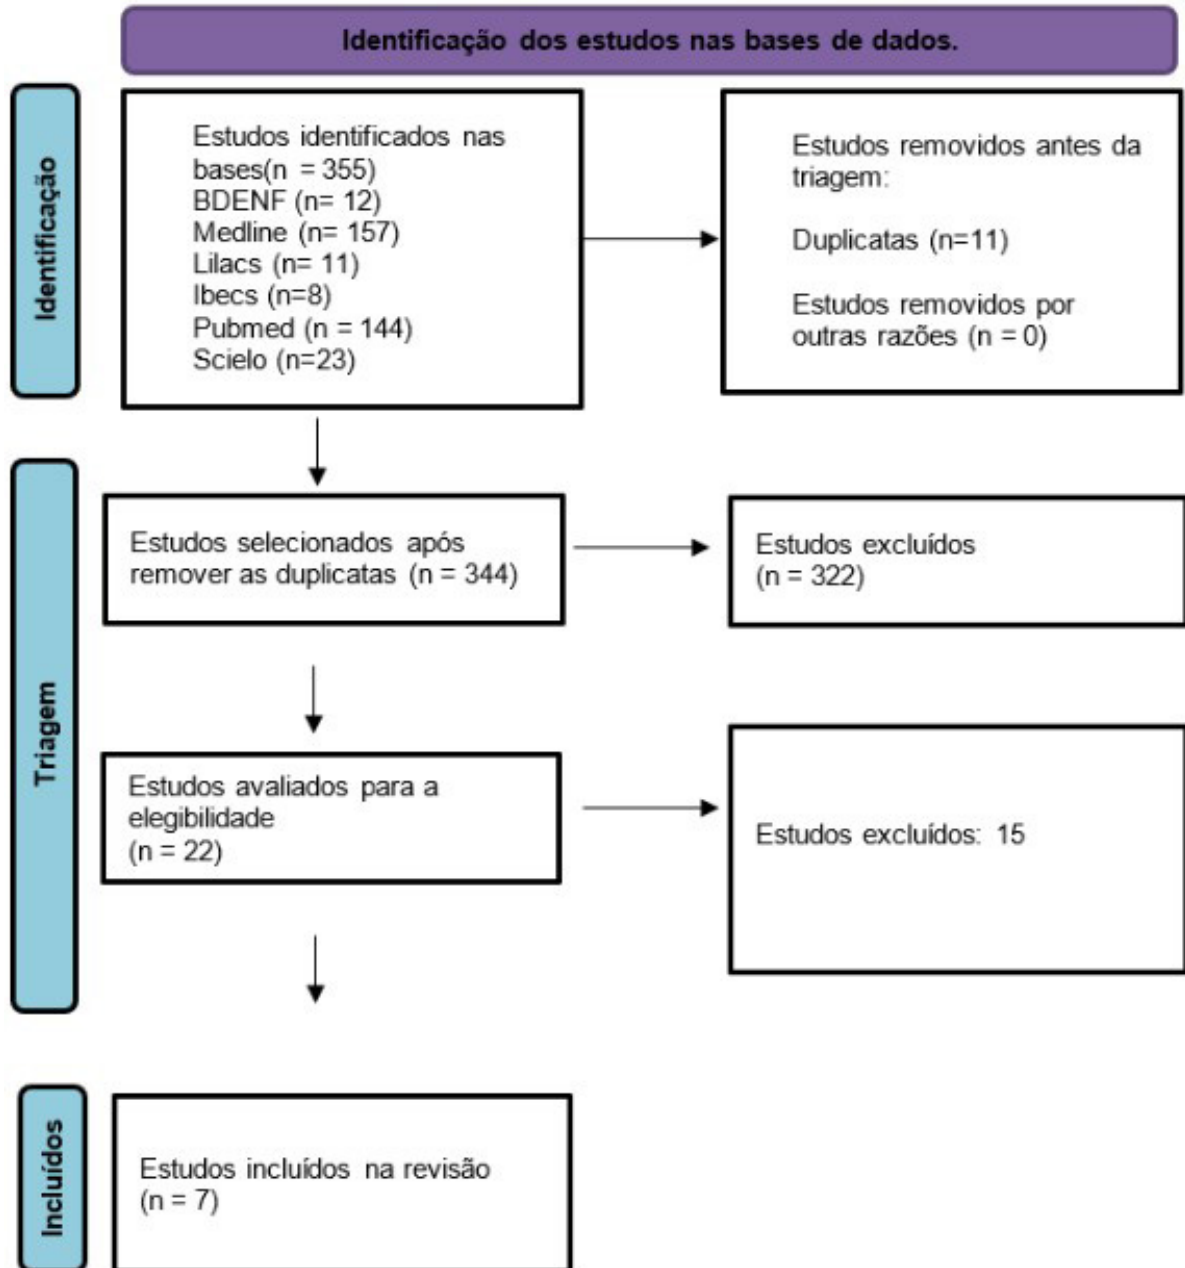 Identificação dos estudos nas bases de dados.
Identificação
Estudos identificados nas
bases(n = 355)
BDENF (n= 12)
Medline (n= 157)
Lilacs (n= 11)
Ibecs (n=8)
Pubmed (n = 144)
Scielo (n=23)
Estudos removidos antes da
triagem:
Duplicatas (n=11)
Estudos removidos por
outras razões (n = 0)
Triagem
Estudos selecionados após
remover as duplicatas (n = 344)
Estudos excluídos
(n = 322)
Estudos avaliados para a
elegibilidade
(n = 22)
Estudos excluídos: 15
Incluídos
Estudos incluídos na revisão
(n = 7)